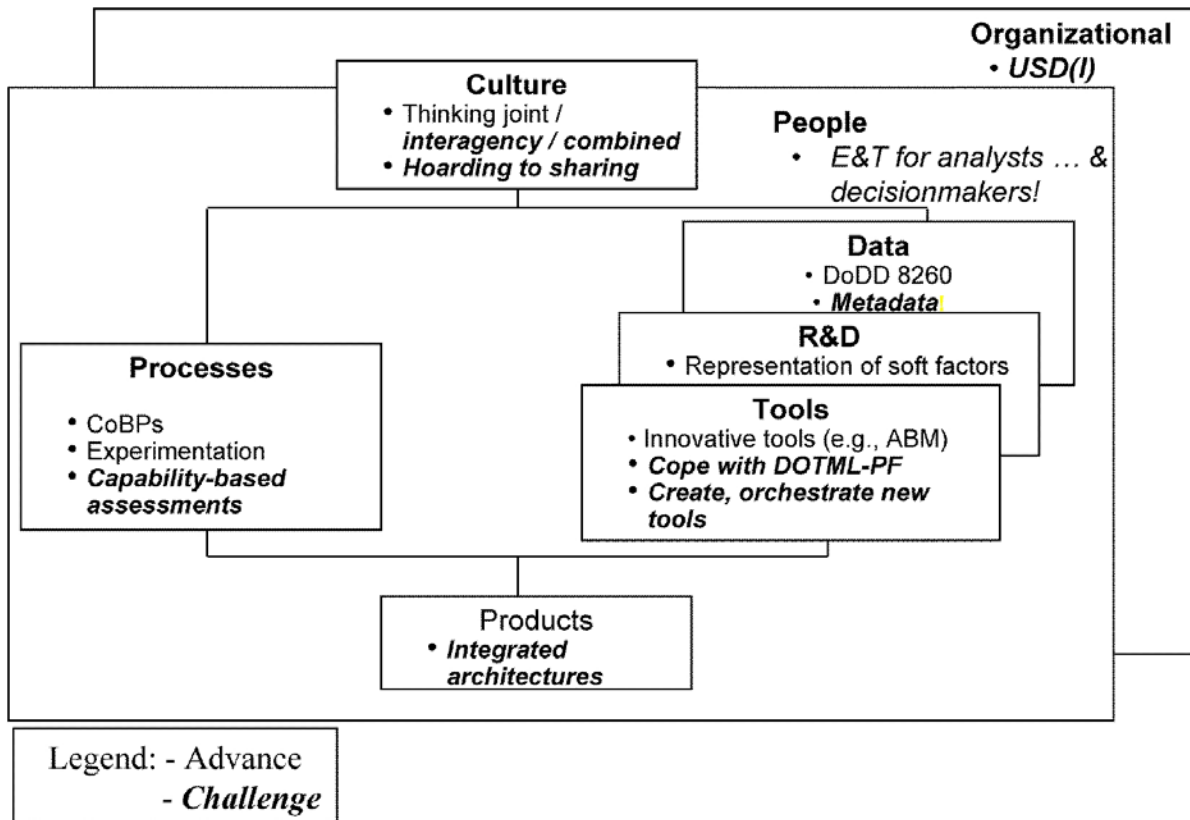 Organizational
• USD(I)
Culture
• Thinking joint /
interagency / combined
• Hoarding to sharing
People
• E&T for analysts … &
decisionmakers!
Data
• DoDD 8260
• Metadata
R&D
• Representation of soft factors
Processes
• CoBPs
• Experimentation
• Capability-based
assessments
Tools
• Innovative tools (e.g., ABM)
• Cope with DOTML-PF
• Create, orchestrate new
tools
Products
• Integrated
architectures
Legend: - Advance
- Challenge